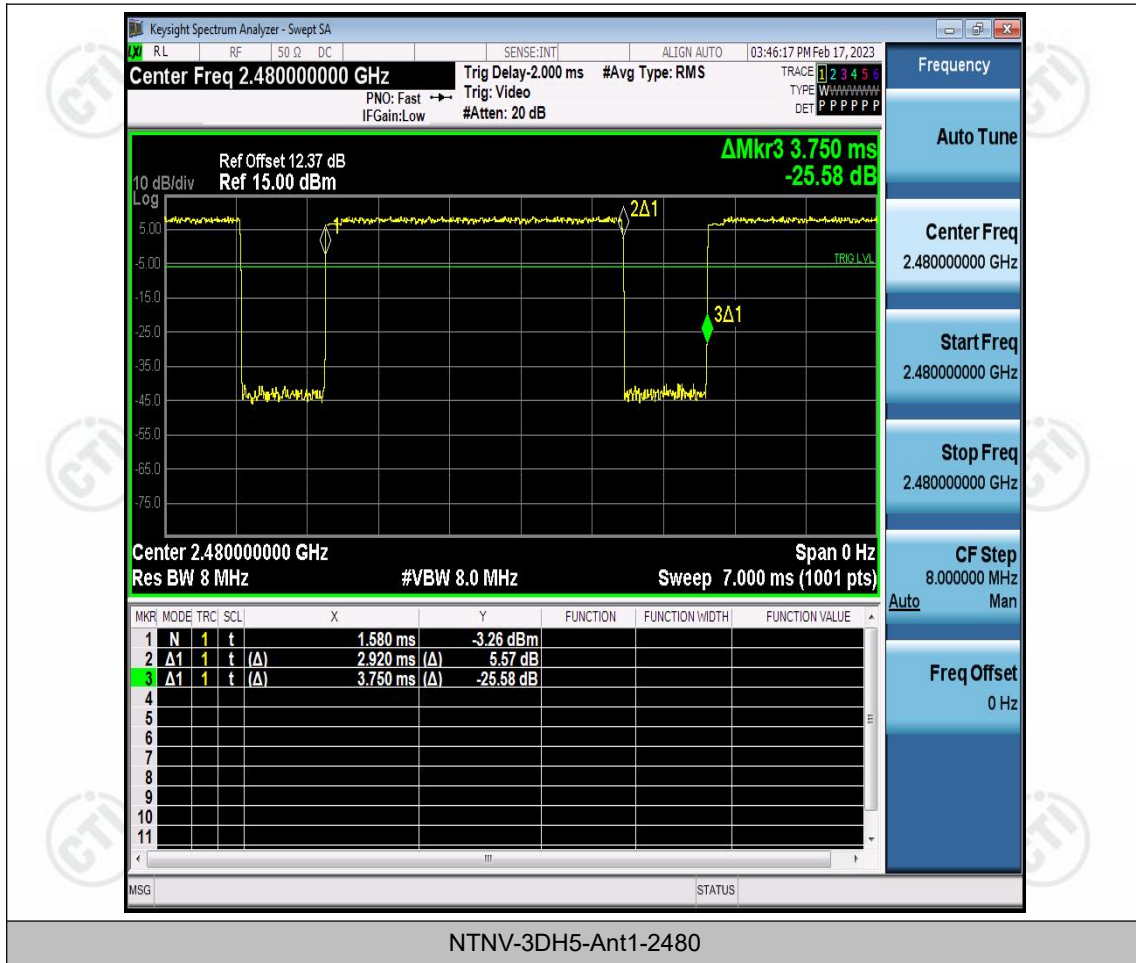 Keysight Spectrum Analyzer - Swept SA
LXI RL RF 50 Ω DC SENSE:INT ALIGN AUTO 03:46:17 PM Feb 17, 2023
Center Freq 2.480000000 GHz
PNO: Fast
IFGain:Low
Trig Delay-2.000 ms #Avg Type: RMS
Trig: Video
#Atten: 20 dB
TRACE 1 2 3 4 5 6
TYPE WWWWWW
DET P P P P P P
Ref Offset 12.37 dB
10 dB/div Ref 15.00 dBm
Log
ΔMkr3 3.750 ms
-25.58 dB
5.00
-5.00
-15.0
-25.0
-35.0
-45.0
-55.0
-65.0
-75.0
2Δ1
TRIG LVL
3Δ1
Center 2.480000000 GHz Span 0 Hz
Res BW 8 MHz #VBW 8.0 MHz Sweep 7.000 ms (1001 pts)
MKR MODE TRC SCL X Y FUNCTION FUNCTION WIDTH FUNCTION VALUE
1 N 1 t 1.580 ms -3.26 dBm
2 Δ1 1 t (Δ) 2.920 ms (Δ) 5.57 dB
3 Δ1 1 t (Δ) 3.750 ms (Δ) -25.58 dB
4
5
6
7
8
9
10
11
MSG STATUS
Frequency
Auto Tune
Center Freq
2.480000000 GHz
Start Freq
2.480000000 GHz
Stop Freq
2.480000000 GHz
CF Step
8.000000 MHz
Auto Man
Freq Offset
0 Hz
CTI
CTI
CTI
CTI
CTI
CTI
NTNV-3DH5-Ant1-2480